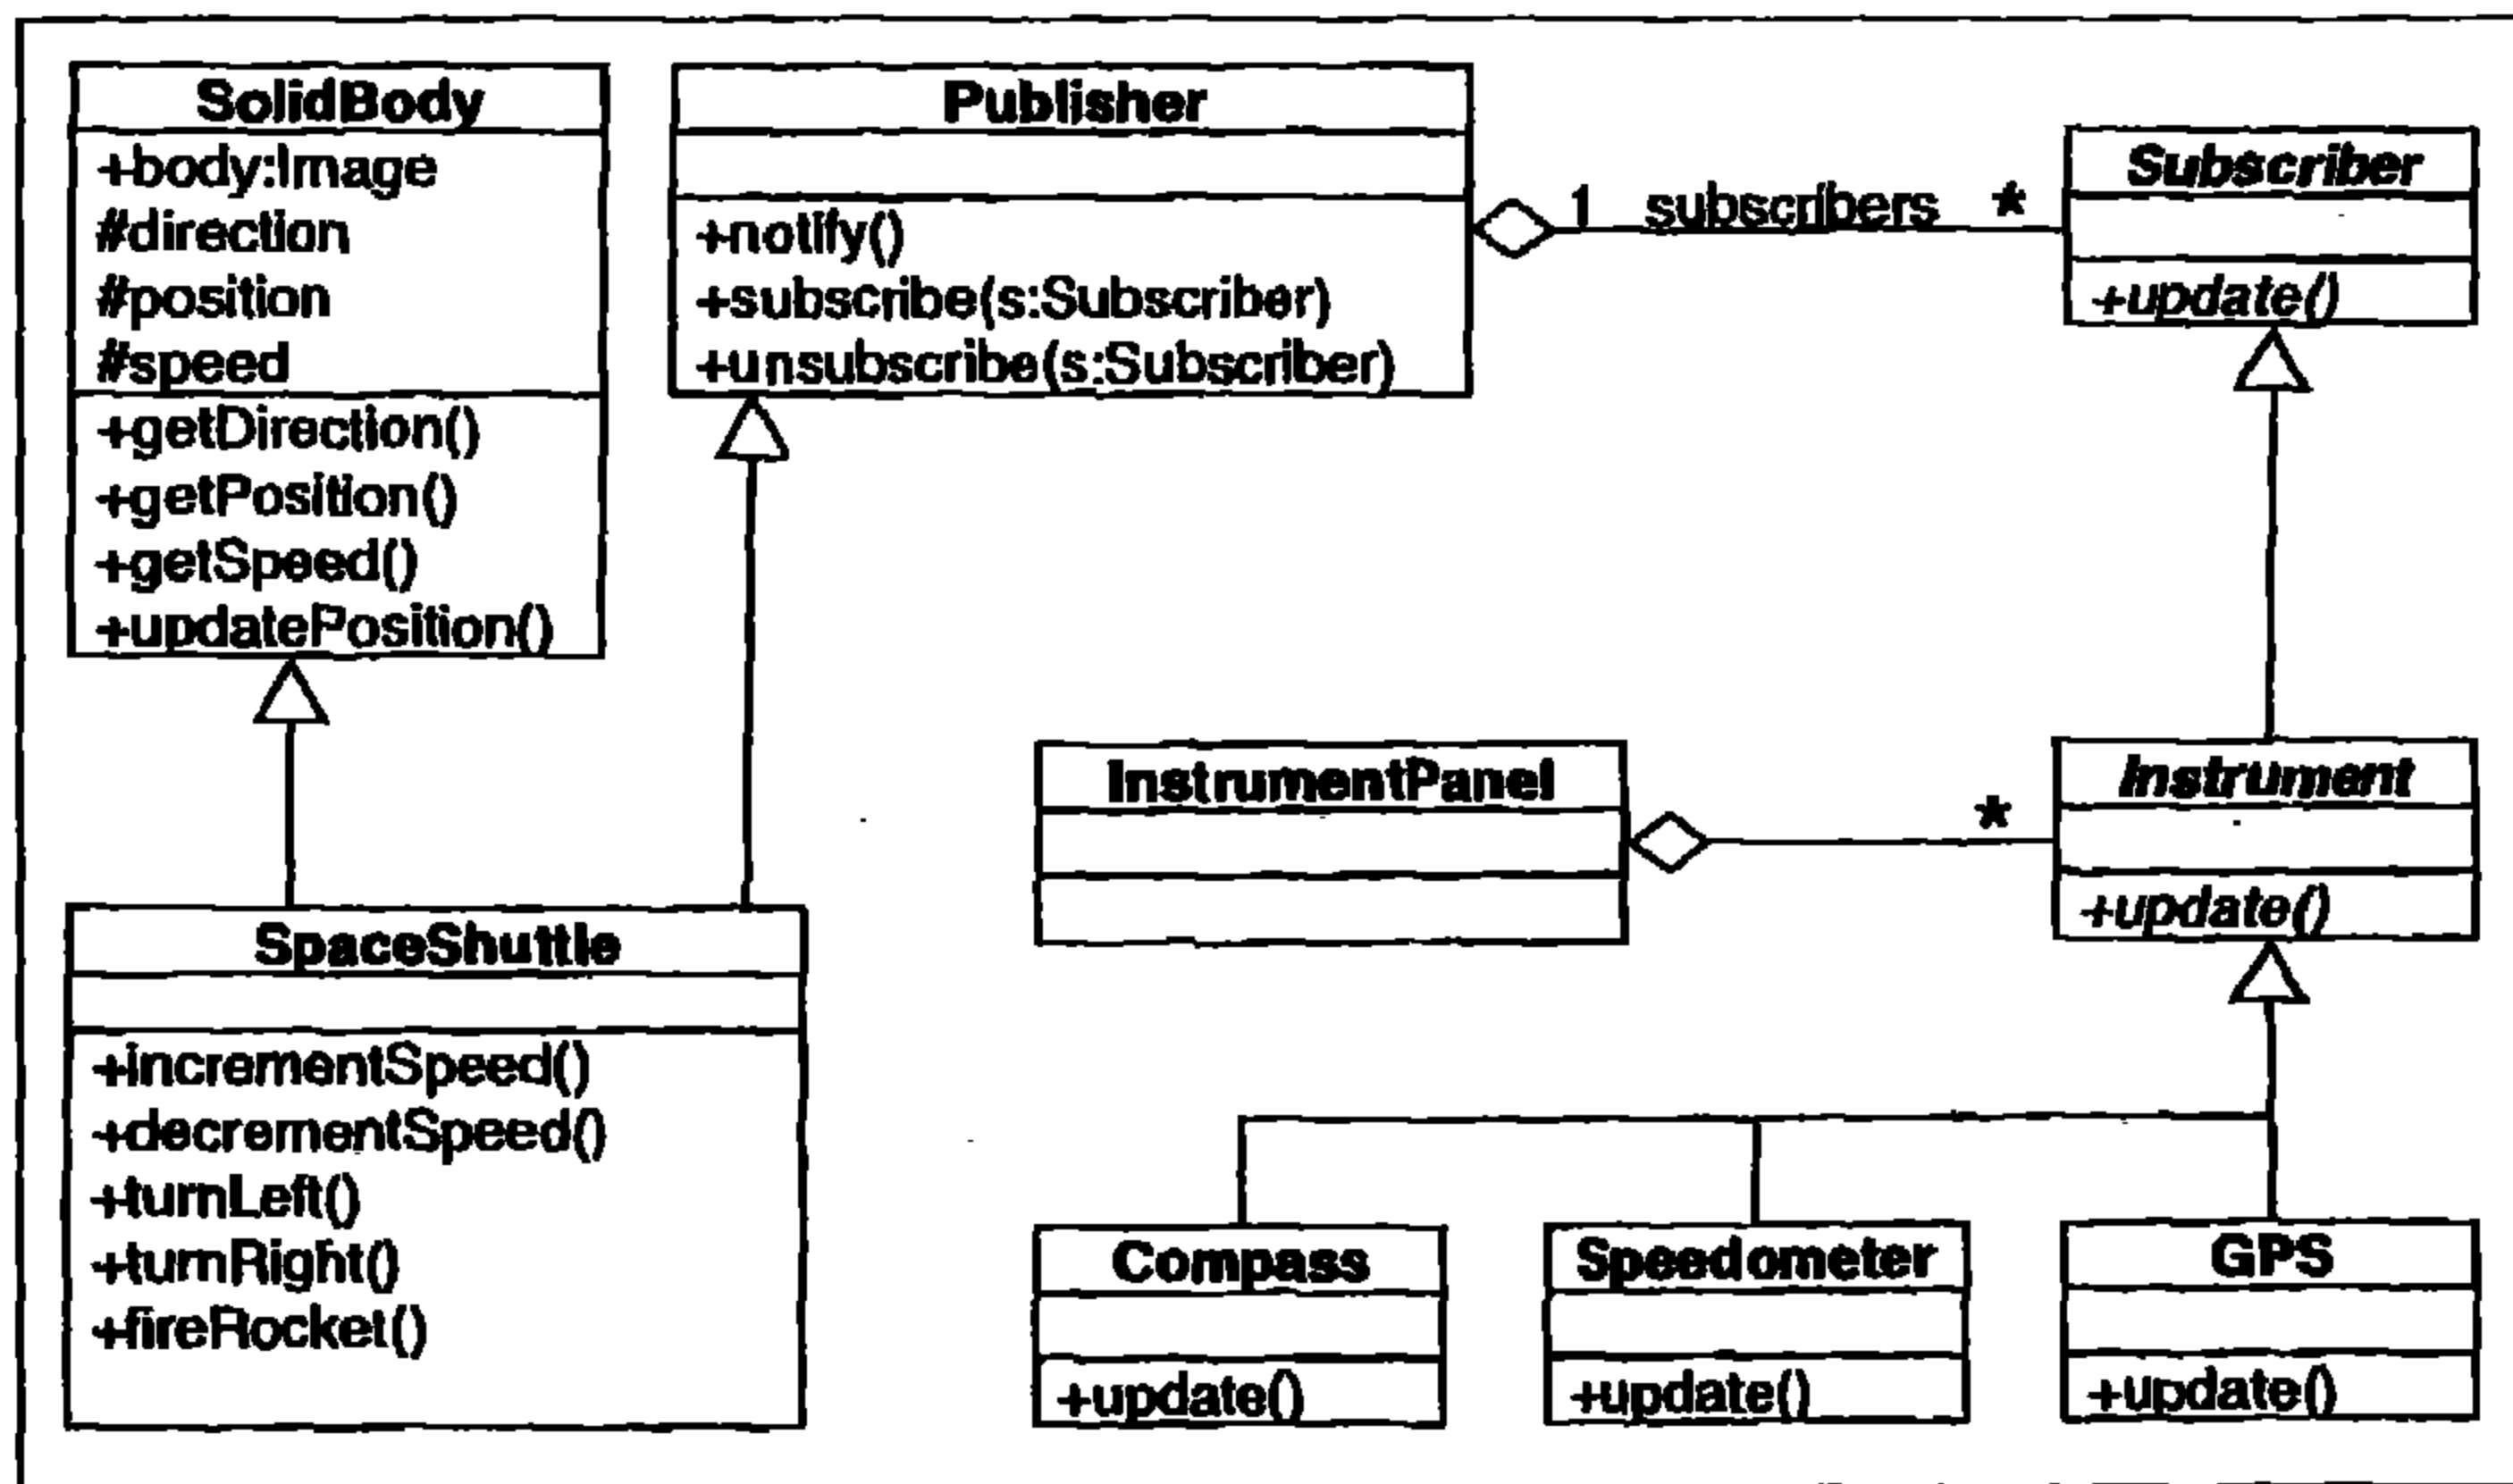 SolidBody
+body:Image
#direction
#position
#speed
+getDirection()
+getPosition()
+getSpeed()
+updatePosition()
Publisher
+notify()
+subscribe(s:Subscriber)
+unsubscribe(s:Subscriber)
1 subscribers *
Subscriber
+update()
InstrumentPanel
*
Instrument
+update()
SpaceShuttle
+incrementSpeed()
+decrementSpeed()
+turnLeft()
+turnRight()
+fireRocket()
Compass
+update()
Speedometer
+update()
GPS
+update()